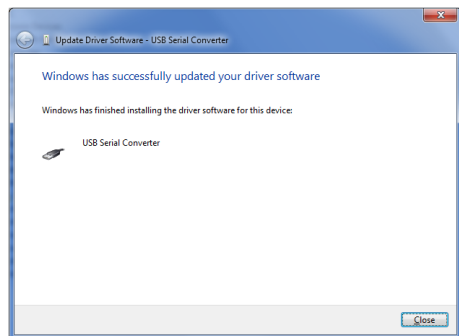 Update Driver Software - USB Serial Converter
Windows has successfully updated your driver software
Windows has finished installing the driver software for this device:
USB Serial Converter
Close